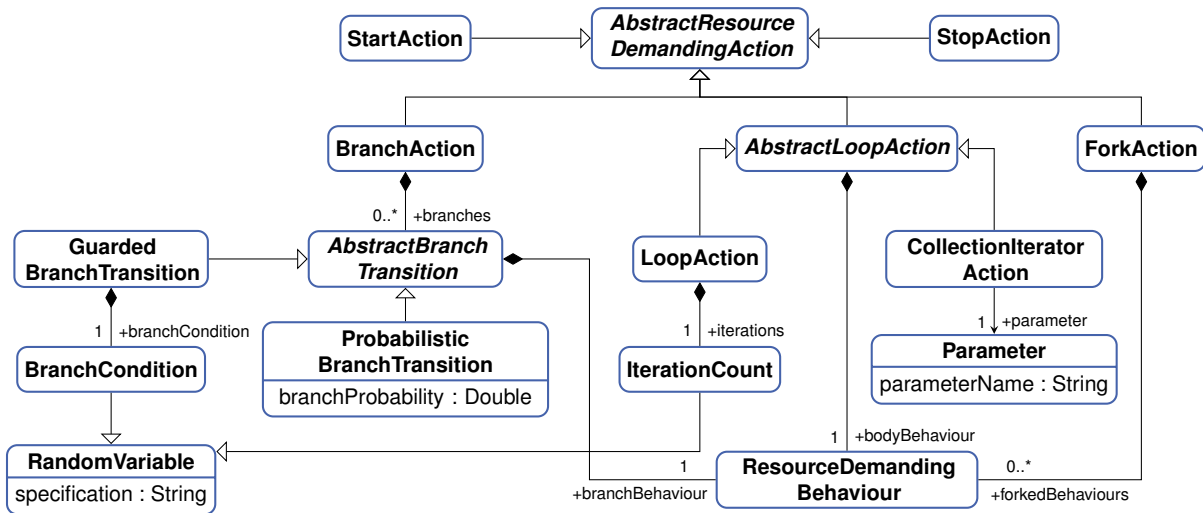 StartAction
AbstractResource
DemandingAction
StopAction
BranchAction
AbstractLoopAction
ForkAction
0..* +branches
Guarded
BranchTransition
AbstractBranch
Transition
LoopAction
CollectionIterator
Action
1 +branchCondition
1 +iterations
1 +parameter
BranchCondition
Probabilistic
BranchTransition
branchProbability : Double
IterationCount
Parameter
parameterName : String
1 +bodyBehaviour
RandomVariable
specification : String
1
+branchBehaviour
ResourceDemanding
Behaviour
0..*
+forkedBehaviours